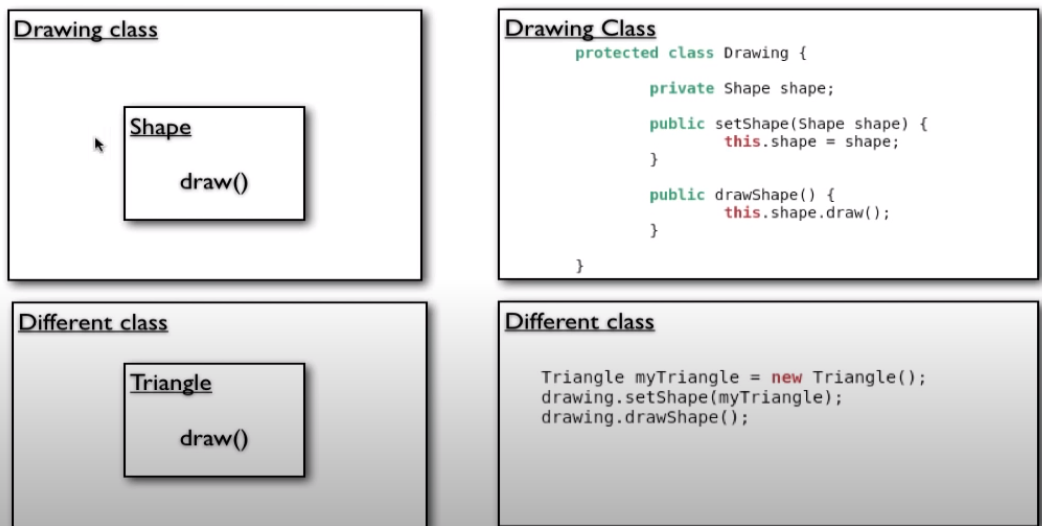 Drawing class
Shape
draw()
Drawing Class
protected class Drawing {
private Shape shape;
public setShape(Shape shape) {
this.shape = shape;
}
public drawShape() {
this.shape.draw();
}
}
Different class
Triangle
draw()
Different class
Triangle myTriangle = new Triangle();
drawing.setShape(myTriangle);
drawing.drawShape();